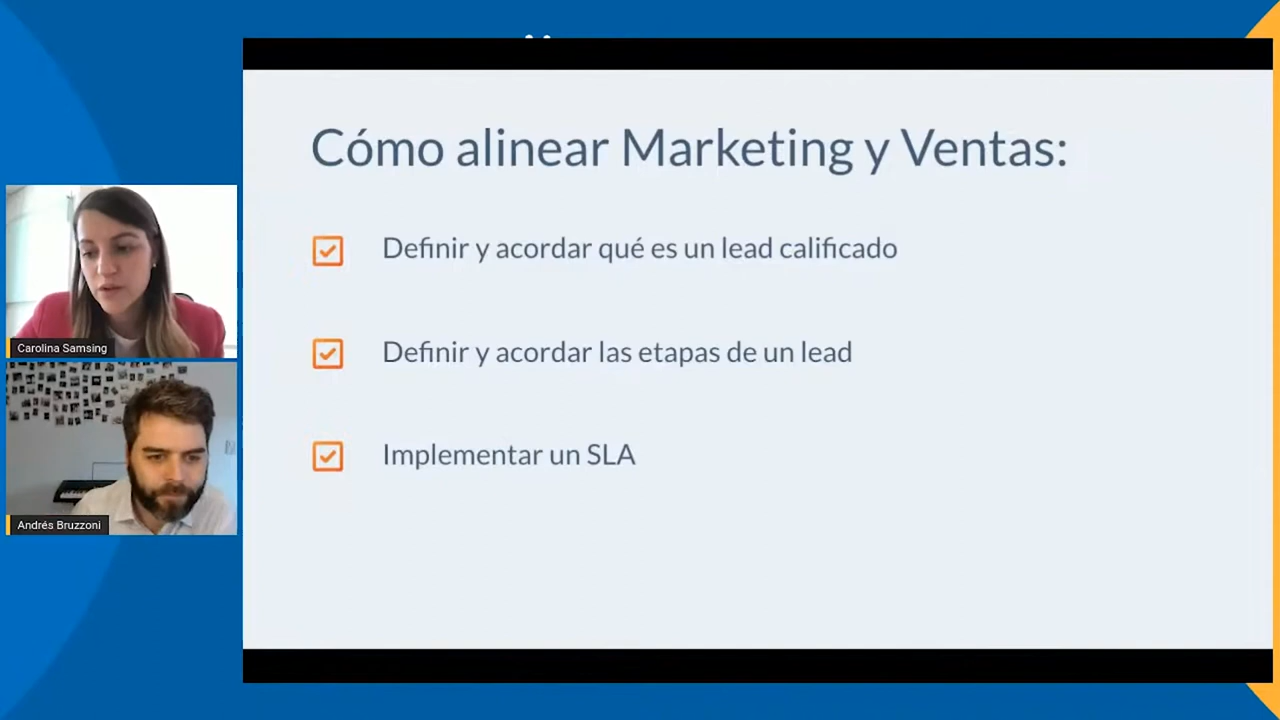 Cómo alinear Marketing y Ventas:
Definir y acordar qué es un lead calificado
Definir y acordar las etapas de un lead
Implementar un SLA
Carolina Samsing
Andrés Bruzzoni